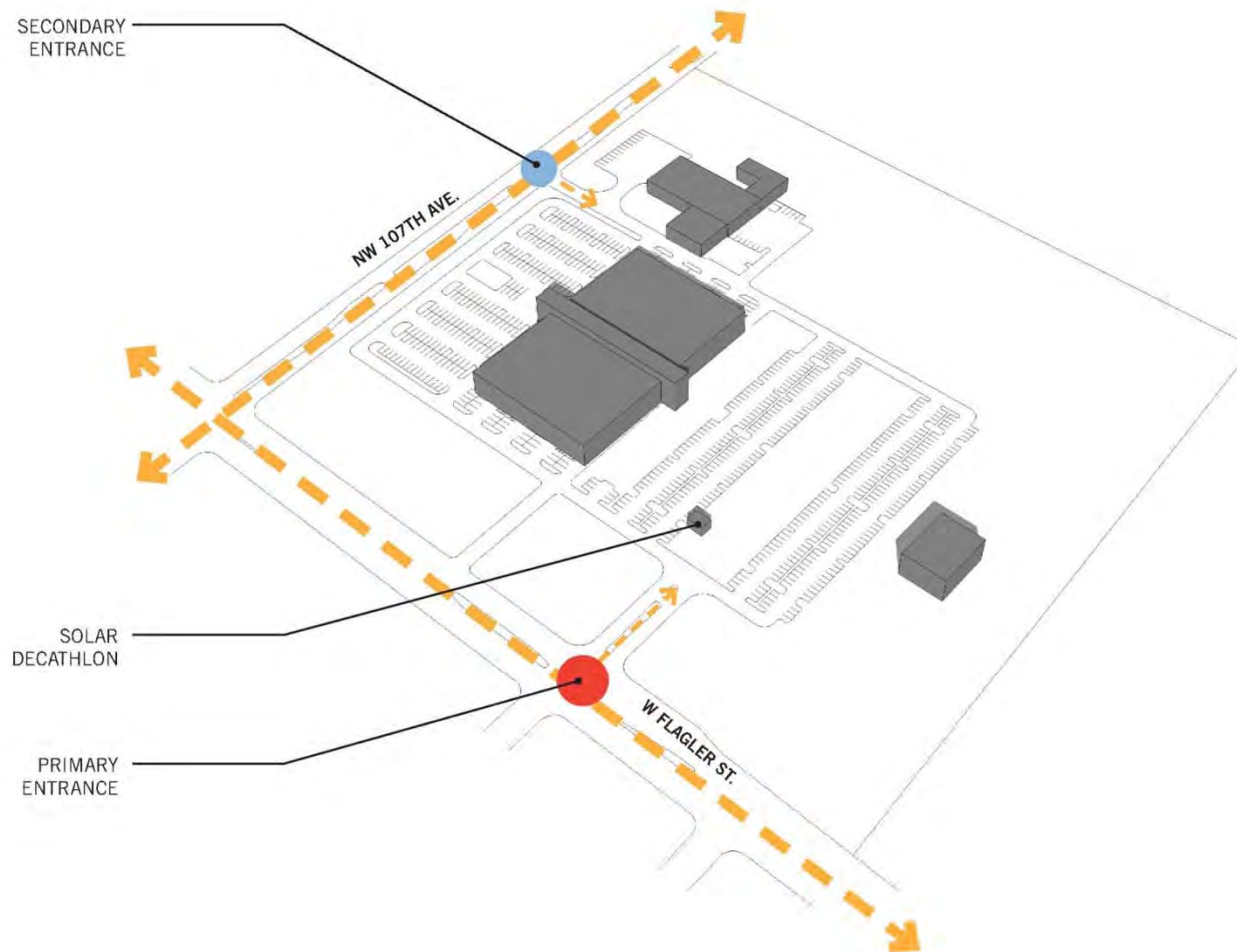 SECONDARY
ENTRANCE
NW 107TH AVE.
SOLAR
DECATHLON
W FLAGLER ST.
PRIMARY
ENTRANCE